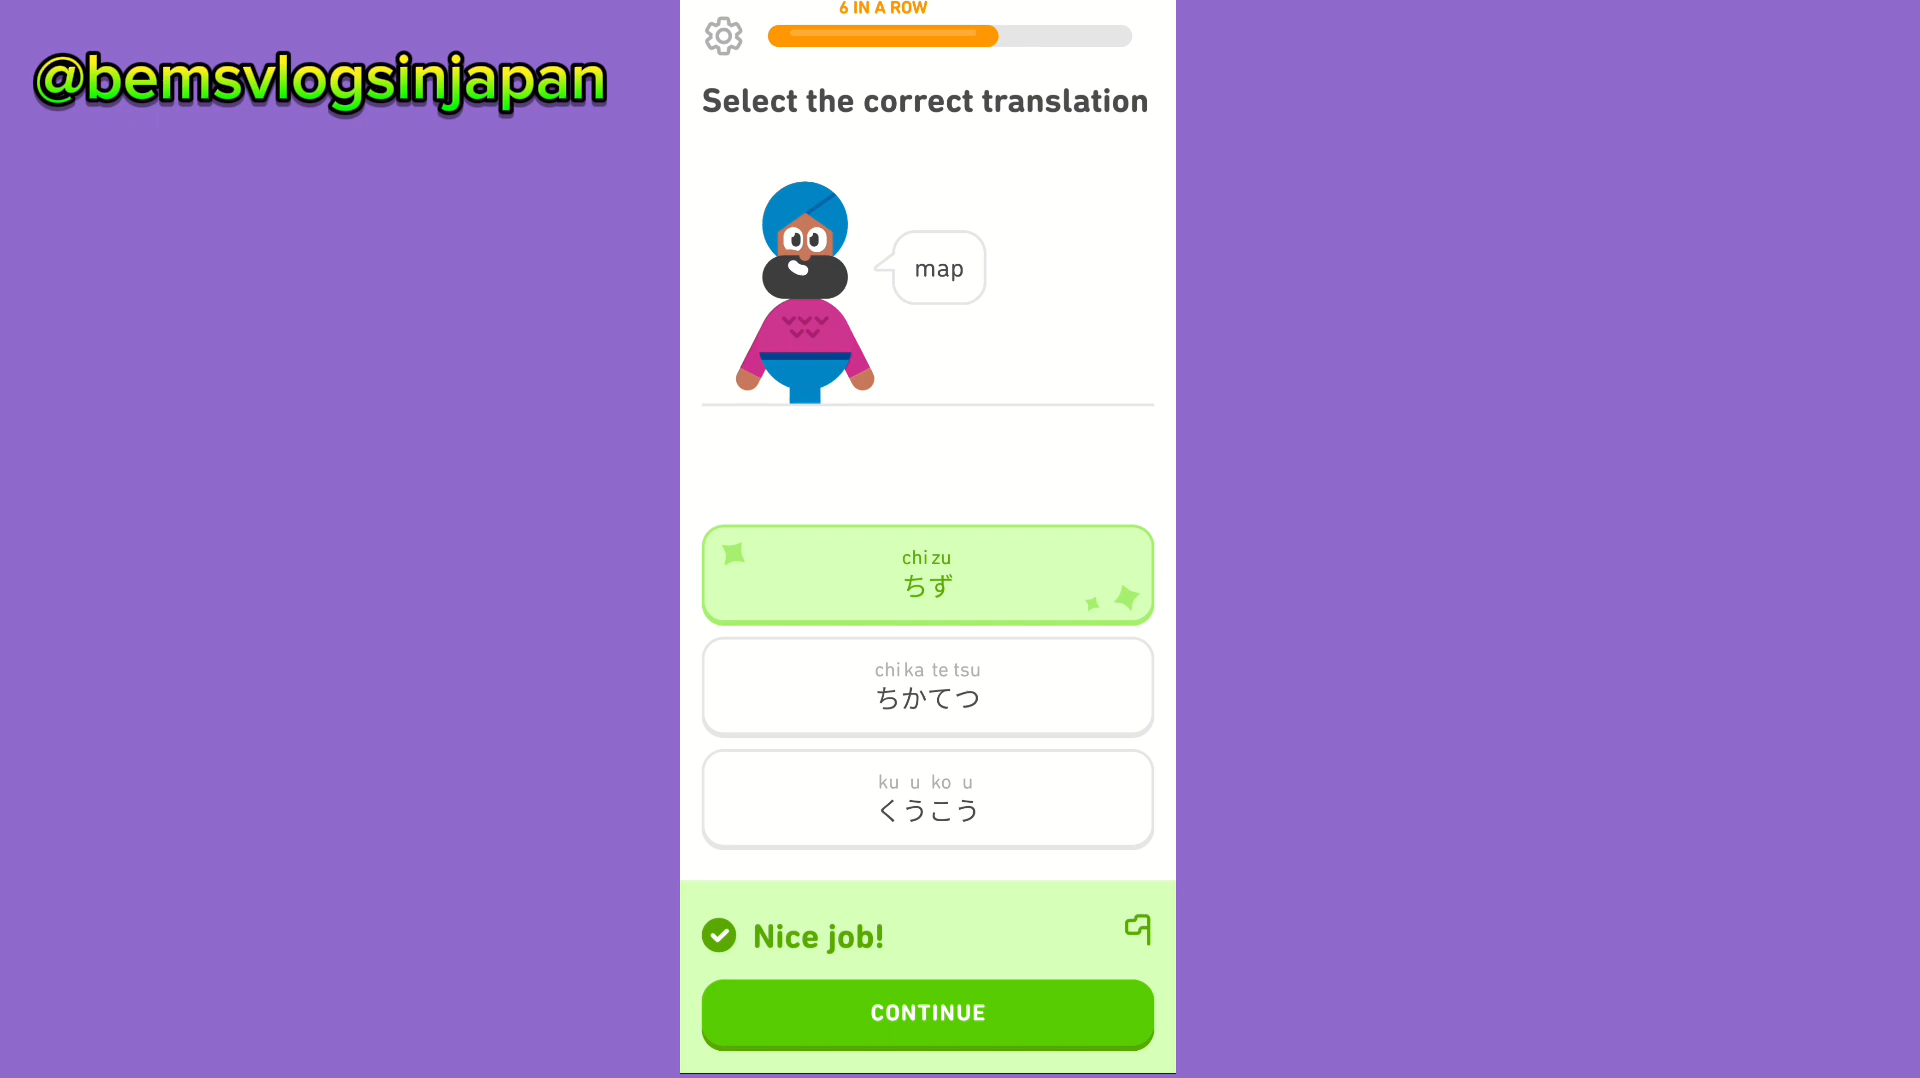 @bemsvlogsinjapan
6 IN A ROW
Select the correct translation
map
chi zu
ちず
chi ka te tsu
ちかてつ
ku u ko u
くうこう
Nice job!
CONTINUE